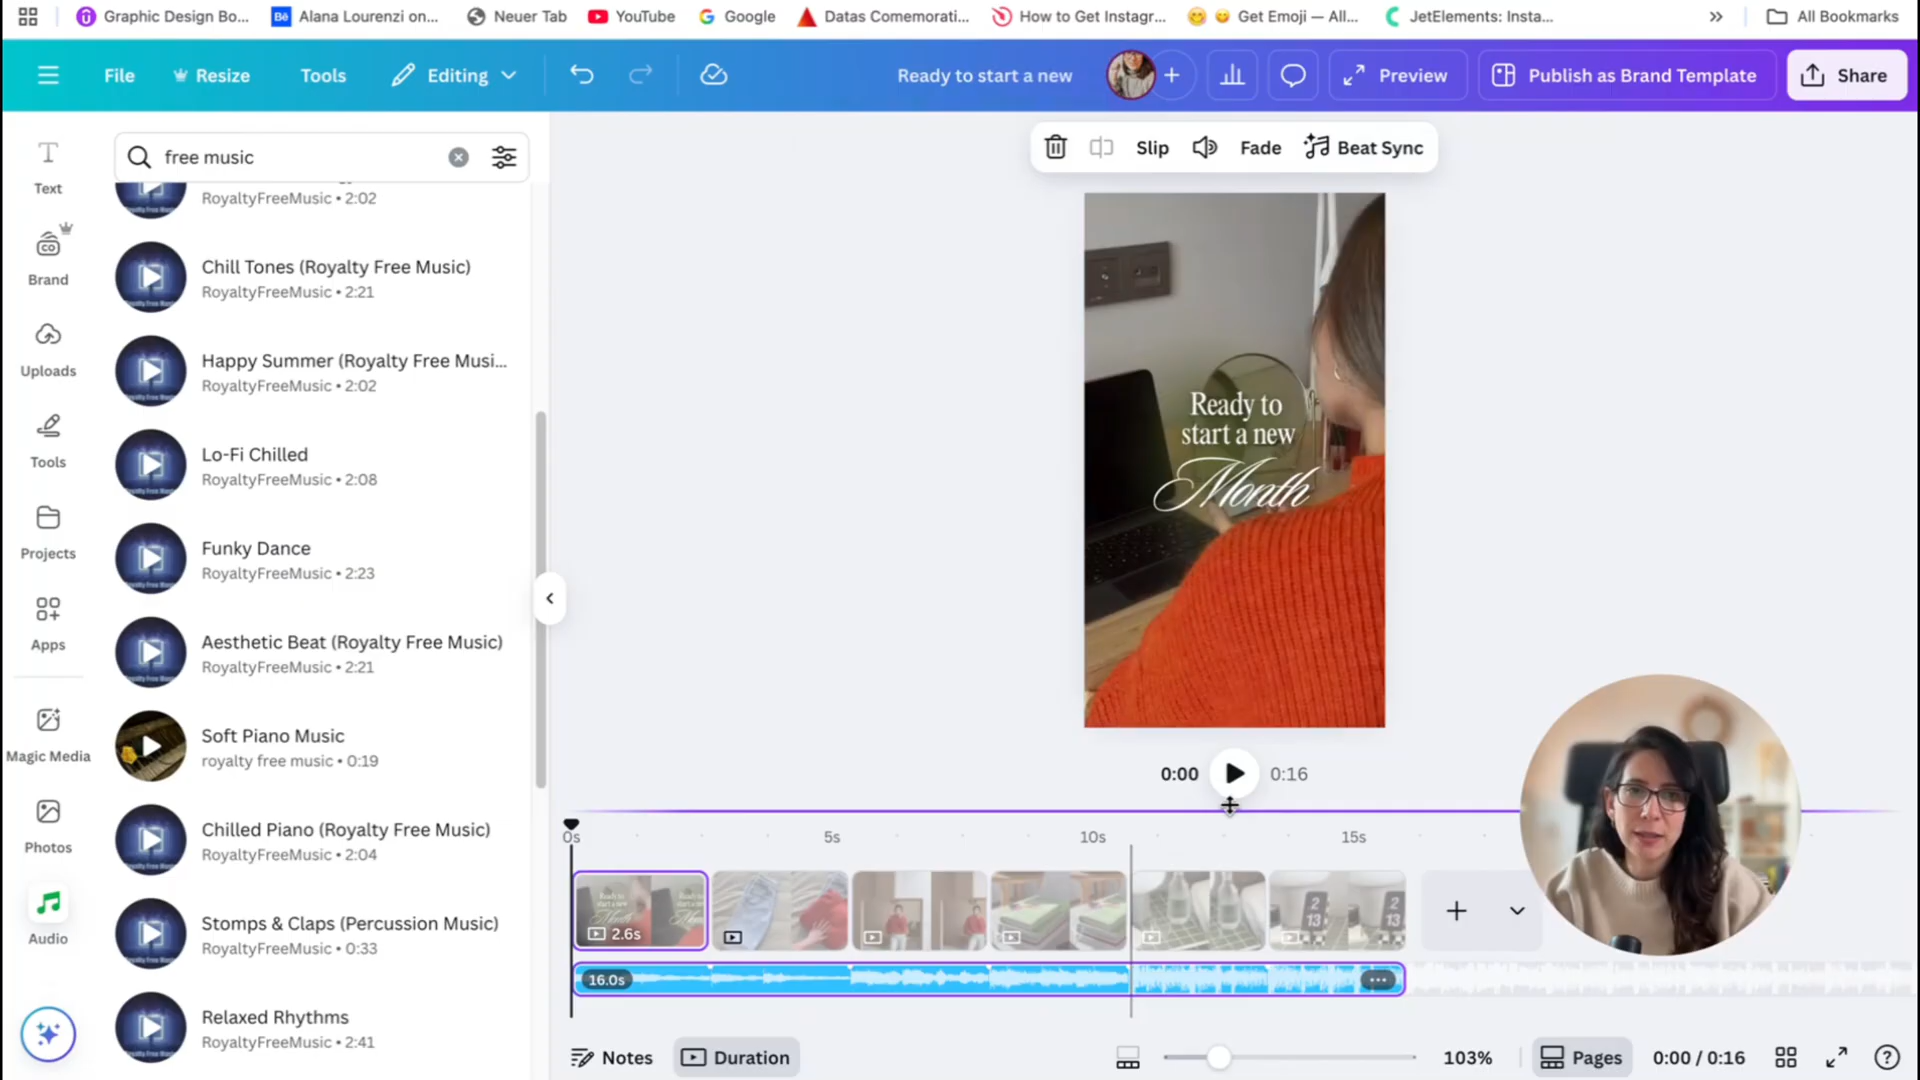 Graphic Design Bo...
Bē Alana Lourenzi on...
Neuer Tab
YouTube
Google
Datas Comemorati...
How to Get Instagr...
Get Emoji — All...
JetElements: Insta...
All Bookmarks
File
Resize
Tools
Editing
Ready to start a new
Preview
Publish as Brand Template
Share
Text
Brand
Uploads
Tools
Projects
Apps
Magic Media
Photos
Audio
free music
RoyaltyFreeMusic • 2:02
Chill Tones (Royalty Free Music)
RoyaltyFreeMusic • 2:21
Happy Summer (Royalty Free Musi...
RoyaltyFreeMusic • 2:02
Lo-Fi Chilled
RoyaltyFreeMusic • 2:08
Funky Dance
RoyaltyFreeMusic • 2:23
Aesthetic Beat (Royalty Free Music)
RoyaltyFreeMusic • 2:21
Soft Piano Music
royalty free music • 0:19
Chilled Piano (Royalty Free Music)
RoyaltyFreeMusic • 2:04
Stomps & Claps (Percussion Music)
RoyaltyFreeMusic • 0:33
Relaxed Rhythms
RoyaltyFreeMusic • 2:41
Slip
Fade
Beat Sync
Ready to
start a new
Month
0:00
0:16
0s
5s
10s
15s
2.6s
16.0s
Notes
Duration
103%
Pages
0:00 / 0:16